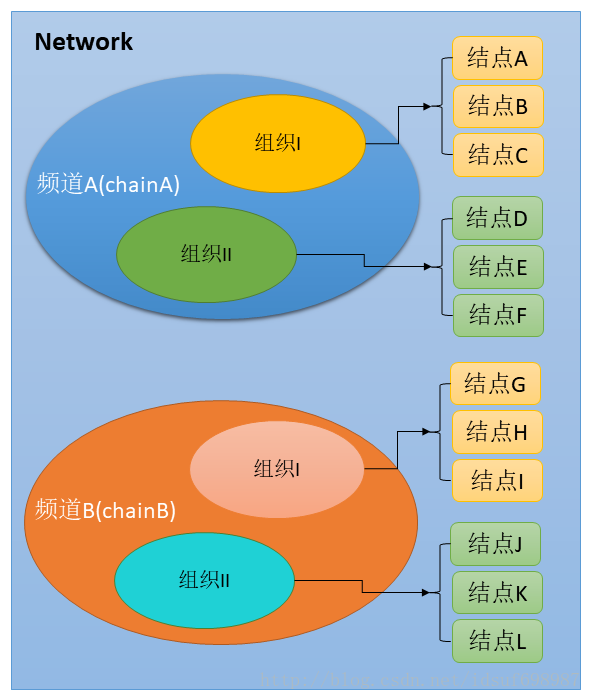 Network
频道A(chainA)
组织I
结点A
结点B
结点C
组织II
结点D
结点E
结点F
频道B(chainB)
组织I
结点G
结点H
结点I
组织II
结点J
结点K
结点L